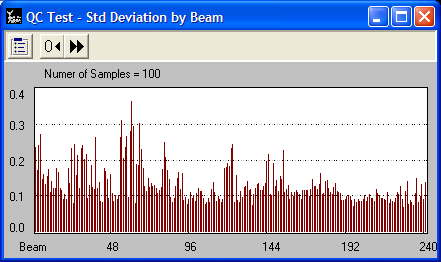 QC Test - Std Deviation by Beam
0
Numer of Samples = 100
0.4
0.3
0.2
0.1
0.0
Beam 48 96 144 192 240